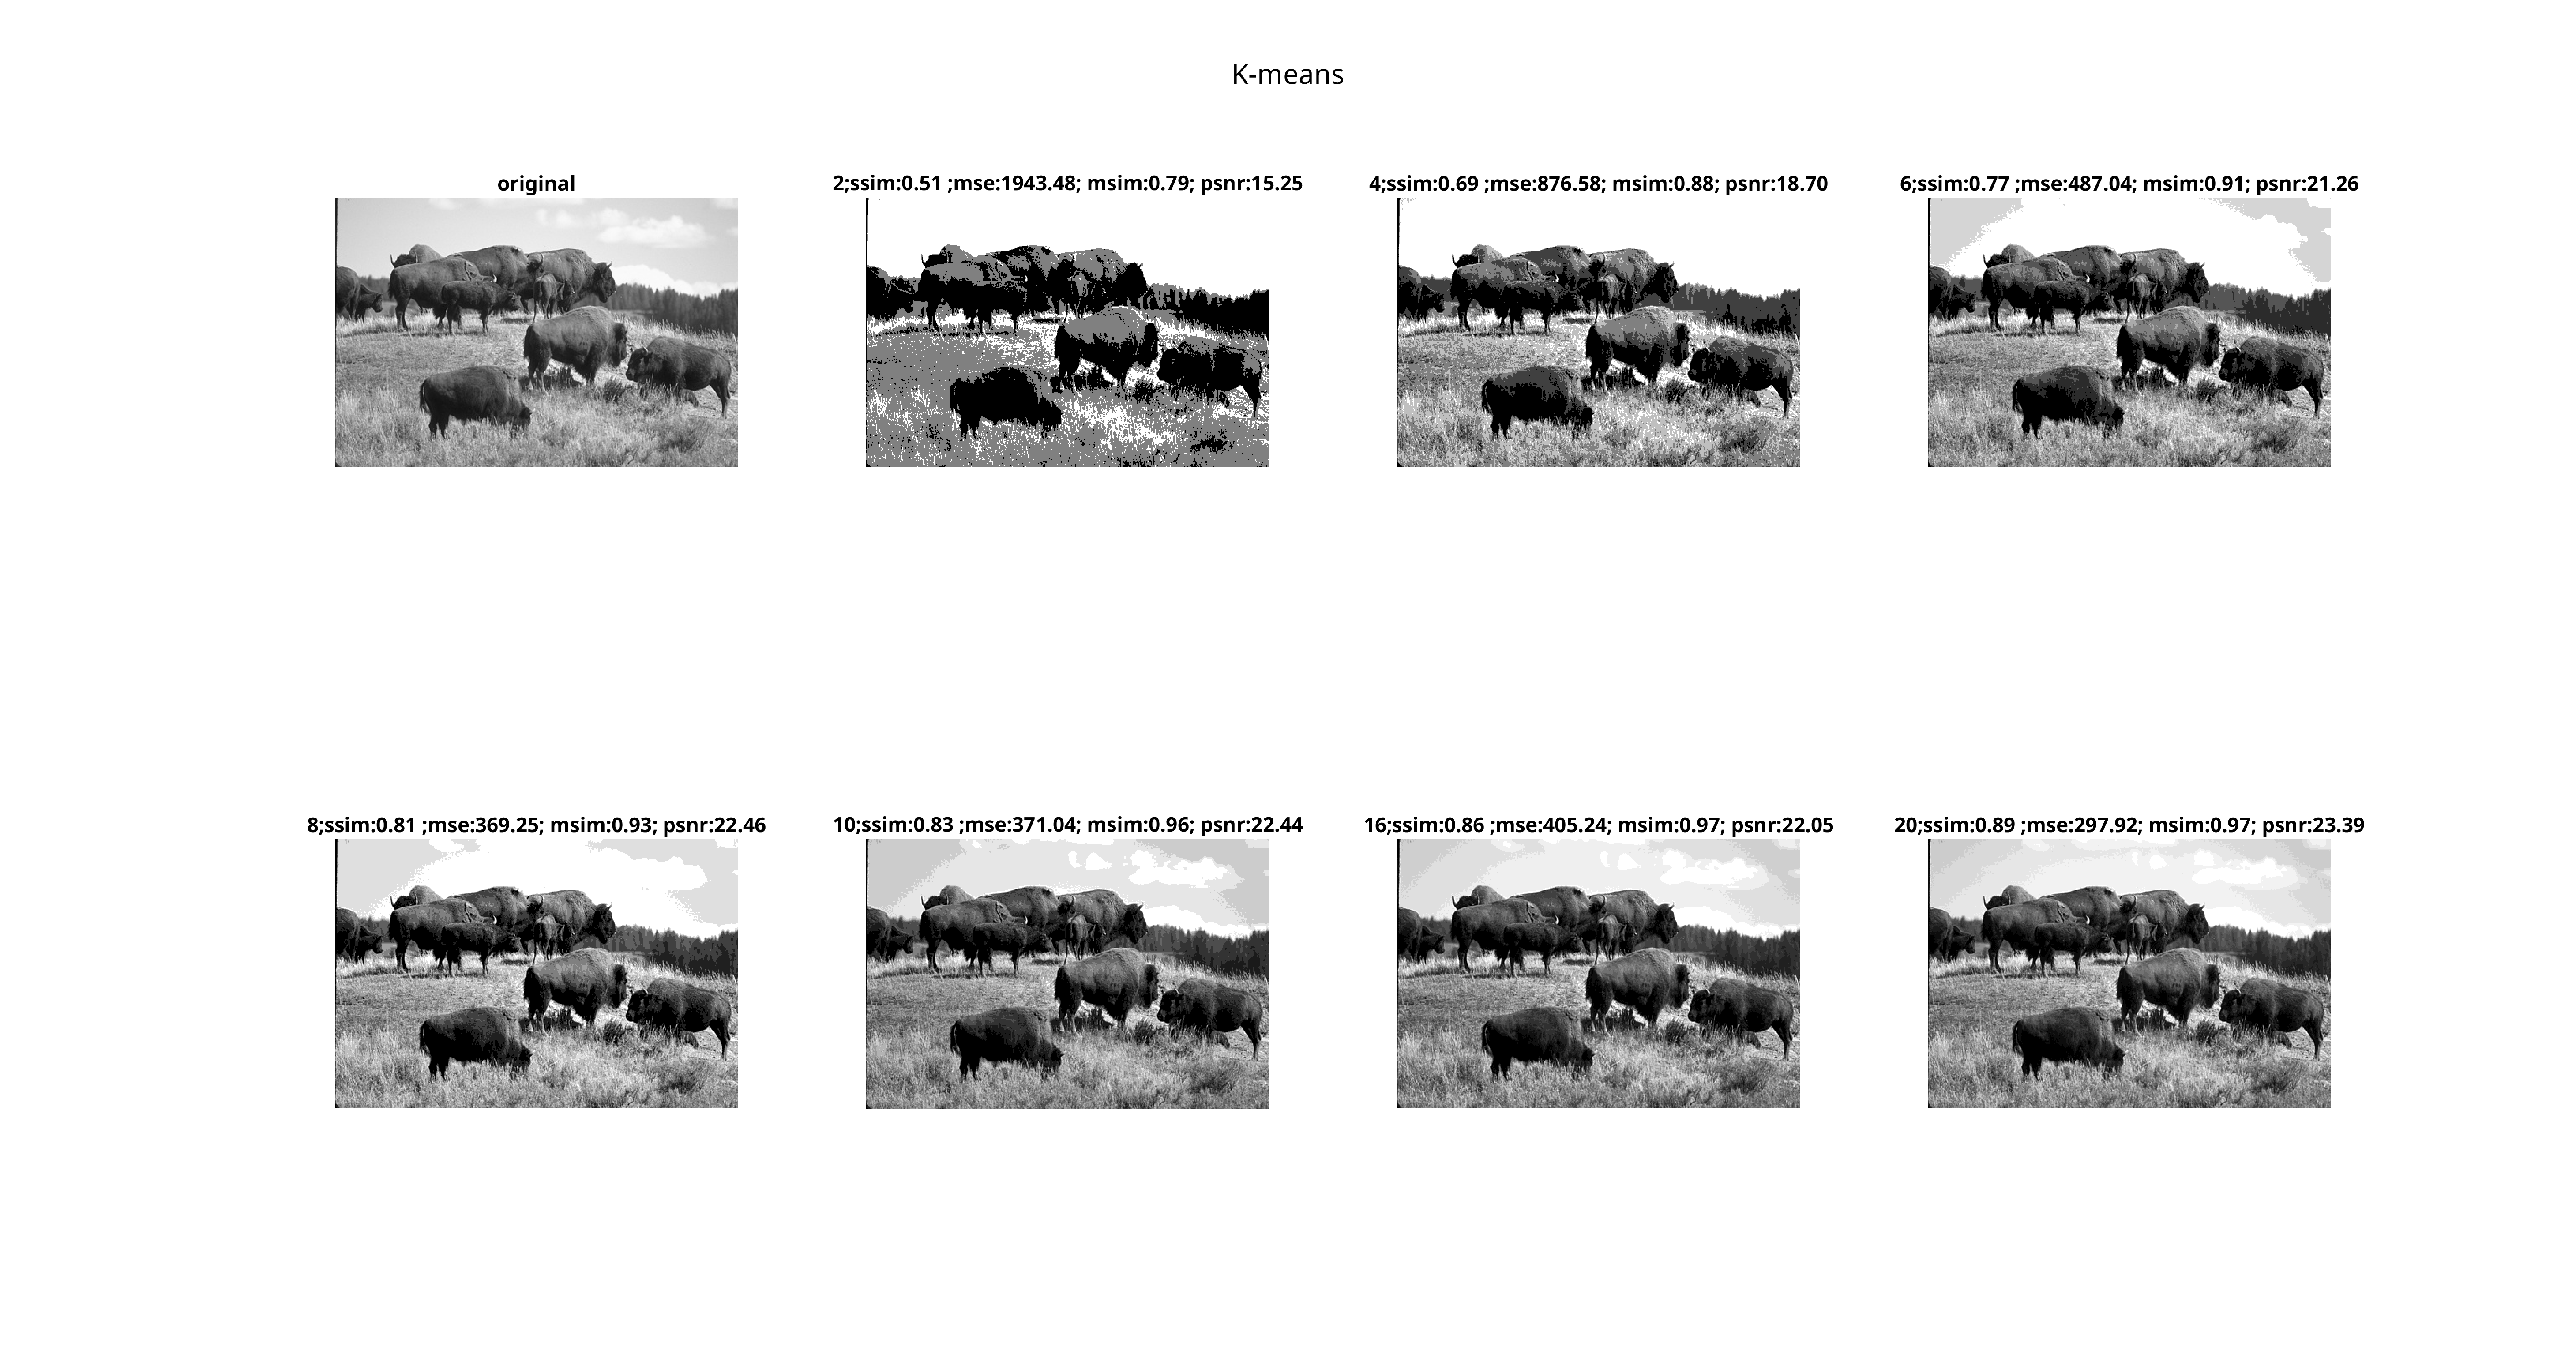 K-means
original
2;ssim:0.51 ;mse:1943.48; msim:0.79; psnr:15.25
4;ssim:0.69 ;mse:876.58; msim:0.88; psnr:18.70
6;ssim:0.77 ;mse:487.04; msim:0.91; psnr:21.26
8;ssim:0.81 ;mse:369.25; msim:0.93; psnr:22.46
10;ssim:0.83 ;mse:371.04; msim:0.96; psnr:22.44
16;ssim:0.86 ;mse:405.24; msim:0.97; psnr:22.05
20;ssim:0.89 ;mse:297.92; msim:0.97; psnr:23.39